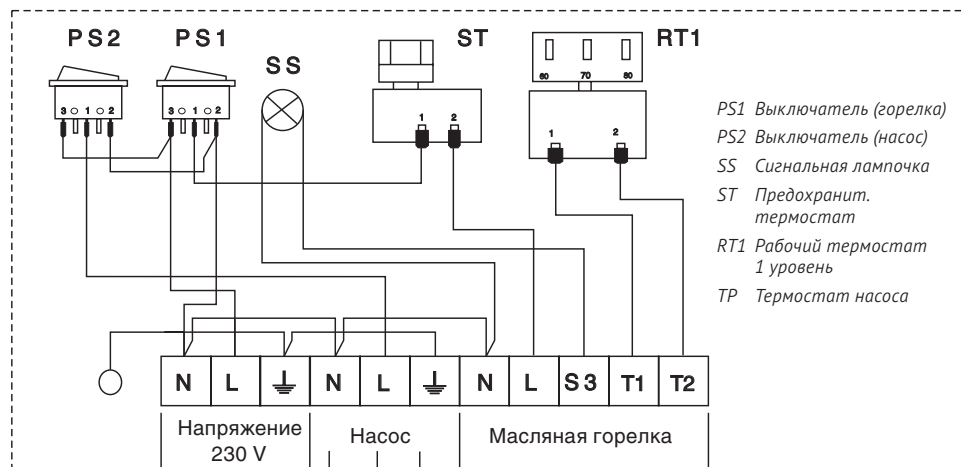 PS2 PS1 SS ST RT1
3 1 2
3 1 2
1 2
60 70 80
1 2
PS1 Выключатель (горелка)
PS2 Выключатель (насос)
SS Сигнальная лампочка
ST Предохранит.
термостат
RT1 Рабочий термостат
1 уровень
TP Термостат насоса
N L N L N L S3 T1 T2
Напряжение
230 V
Насос
Масляная горелка